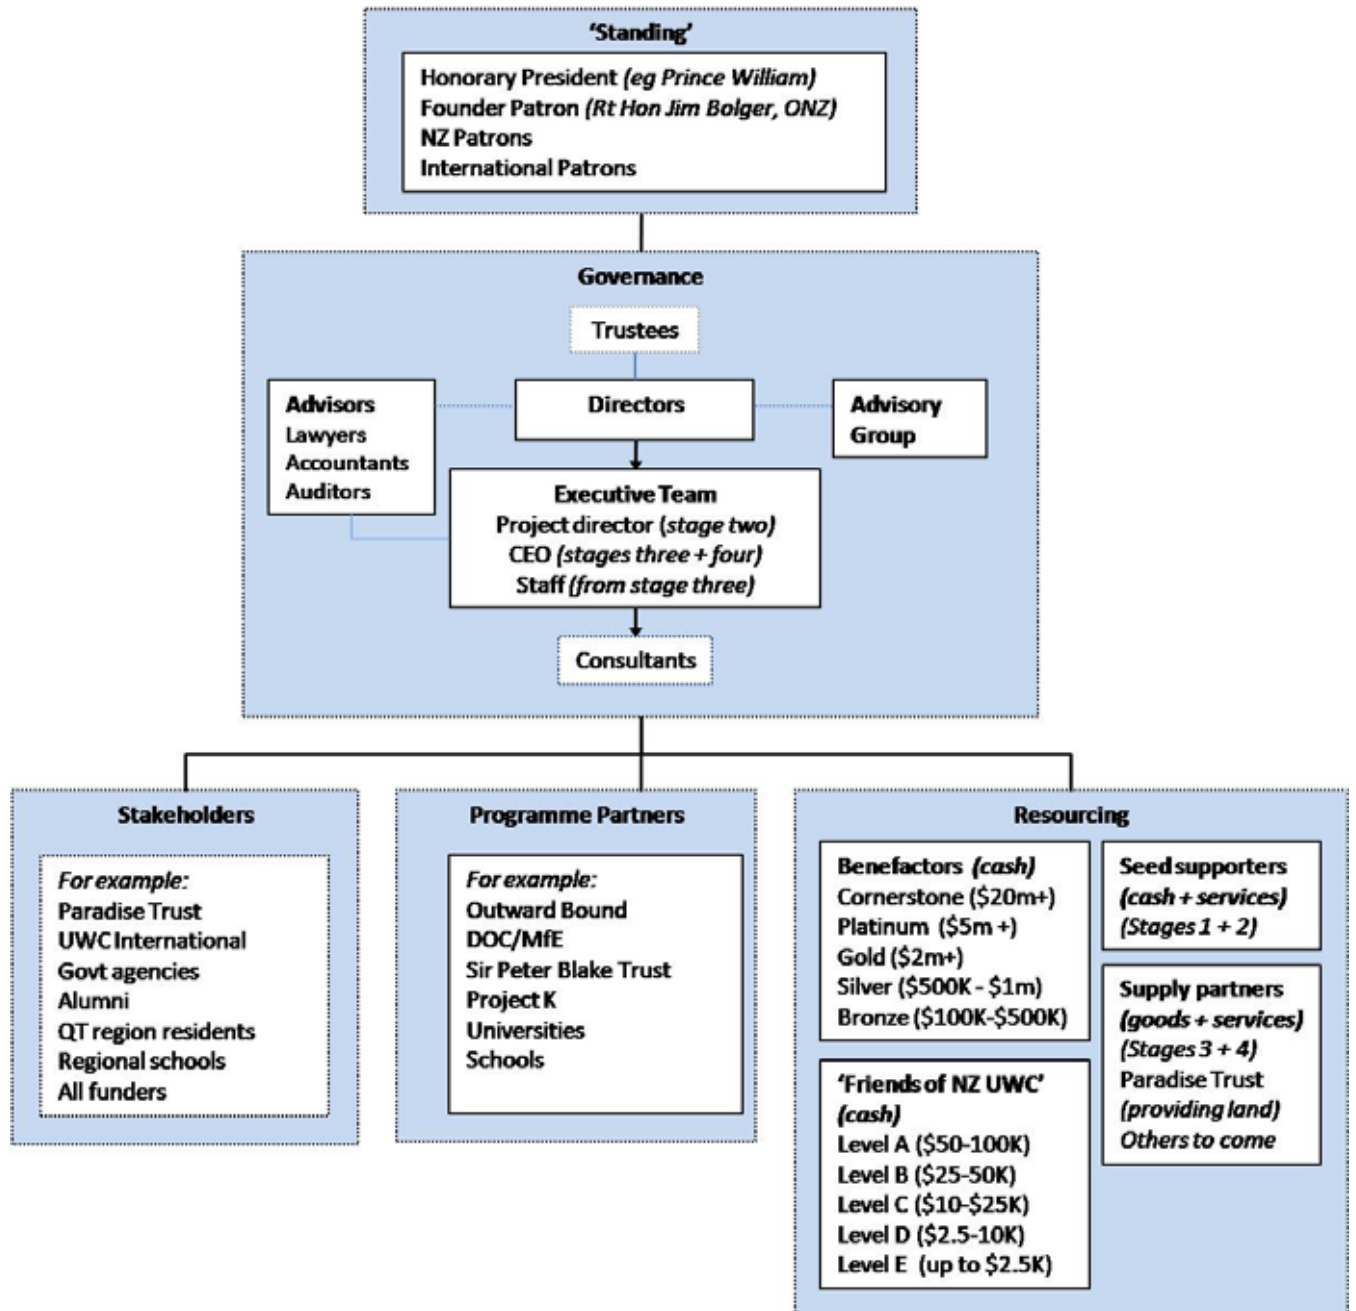 ‘Standing’
Honorary President (eg Prince William)
Founder Patron (Rt Hon Jim Bolger, ONZ)
NZ Patrons
International Patrons
Governance
Trustees
Advisors
Lawyers
Accountants
Auditors
Directors
Advisory
Group
Executive Team
Project director (stage two)
CEO (stages three + four)
Staff (from stage three)
Consultants
Stakeholders
For example:
Paradise Trust
UWC International
Govt agencies
Alumni
QT region residents
Regional schools
All funders
Programme Partners
For example:
Outward Bound
DOC/MfE
Sir Peter Blake Trust
Project K
Universities
Schools
Resourcing
Benefactors (cash)
Cornerstone ($20m+)
Platinum ($5m +)
Gold ($2m+)
Silver ($500K - $1m)
Bronze ($100K-$500K)
‘Friends of NZ UWC’
(cash)
Level A ($50-100K)
Level B ($25-50K)
Level C ($10-$25K)
Level D ($2.5-10K)
Level E (up to $2.5K)
Seed supporters
(cash + services)
(Stages 1 + 2)
Supply partners
(goods + services)
(Stages 3 + 4)
Paradise Trust
(providing land)
Others to come